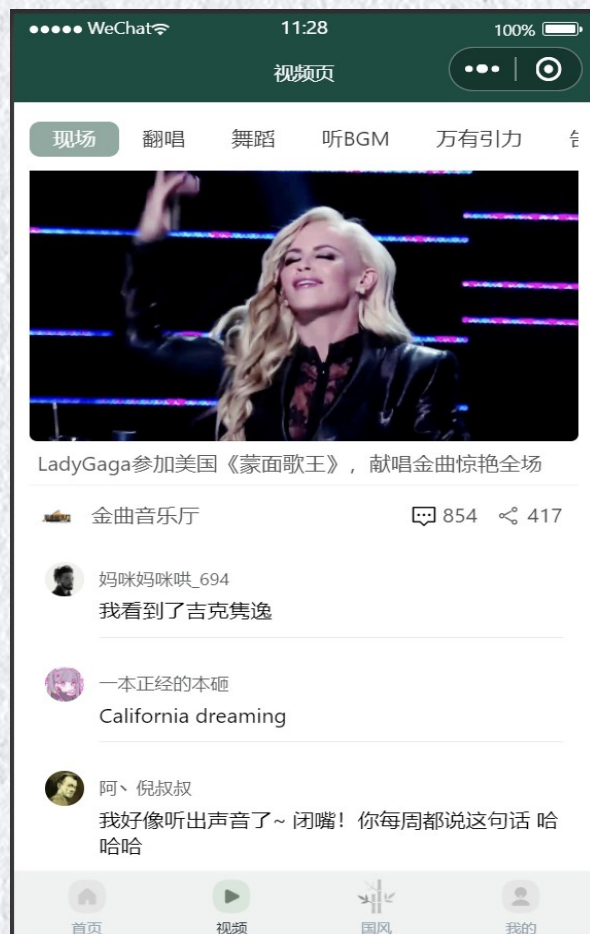 WeChat 11:28 100%
视频页
现场 翻唱 舞蹈 听BGM 万有引力
LadyGaga参加美国《蒙面歌王》，献唱金曲惊艳全场
金曲音乐厅 854 417
妈咪妈咪哄_694
我看到了吉克隽逸
一本正经的本砸
California dreaming
阿丶倪叔叔
我好像听出声音了~ 闭嘴！你每周都说这句话 哈
哈哈
首页 视频 国风 我的